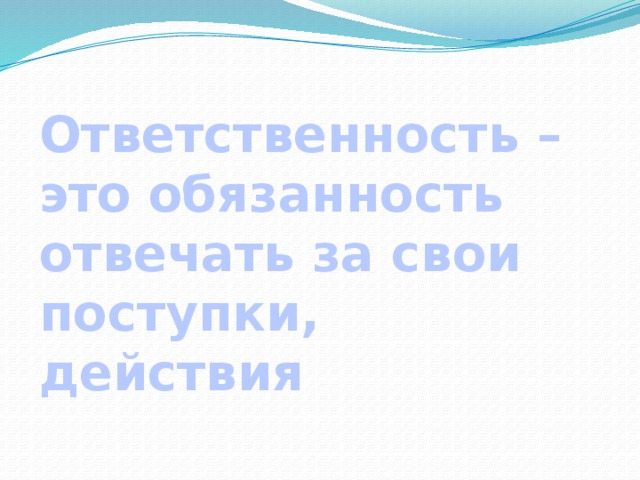 Ответственность –
это обязанность
отвечать за свои
поступки,
действия